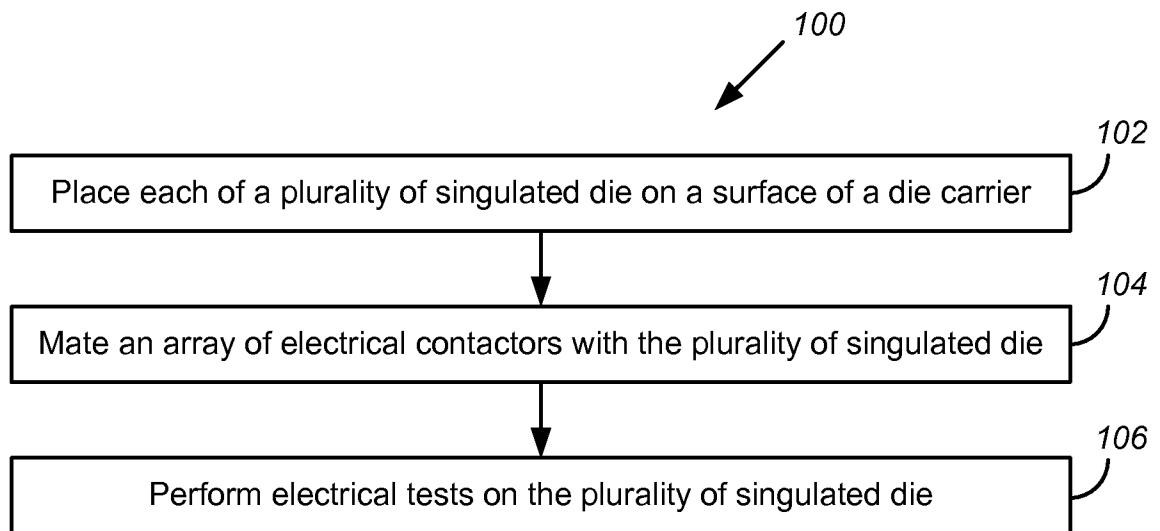 100
102
Place each of a plurality of singulated die on a surface of a die carrier
104
Mate an array of electrical contactors with the plurality of singulated die
106
Perform electrical tests on the plurality of singulated die